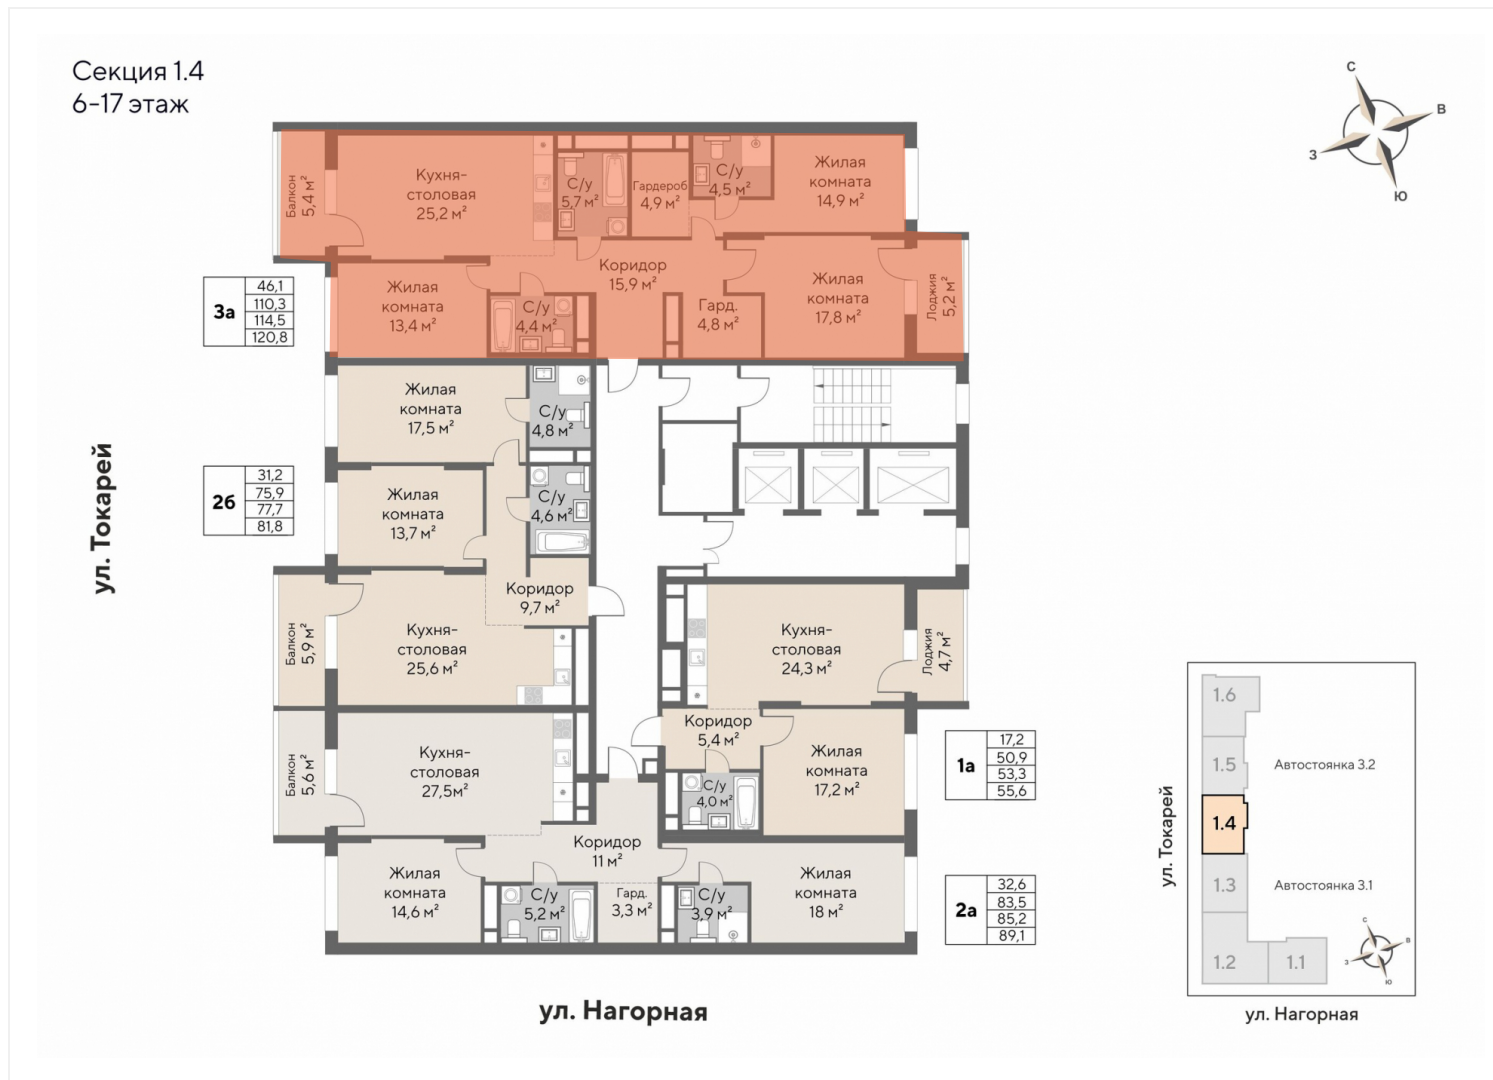 Секция 1.4
6-17 этаж
С
В
З
Ю
Балкон
5,4 м²
Кухня-
столовая
25,2 м²
С/у
5,7 м²
Гардероб
4,9 м²
С/у
4,5 м²
Жилая
комната
14,9 м²
Жилая
комната
13,4 м²
С/у
4,4 м²
Коридор
15,9 м²
Гард.
4,8 м²
Жилая
комната
17,8 м²
Лоджия
5,2 м²
3а
46,1
110,3
114,5
120,8
Жилая
комната
17,5 м²
С/у
4,8 м²
ул. Токарей
2б
31,2
75,9
77,7
81,8
Жилая
комната
13,7 м²
С/у
4,6 м²
Коридор
9,7 м²
Балкон
5,9 м²
Кухня-
столовая
25,6 м²
Кухня-
столовая
24,3 м²
Лоджия
4,7 м²
Коридор
5,4 м²
Жилая
комната
17,2 м²
С/у
4,0 м²
1а
17,2
50,9
53,3
55,6
Балкон
5,6 м²
Кухня-
столовая
27,5м²
Коридор
11 м²
Жилая
комната
14,6 м²
С/у
5,2 м²
Гард.
3,3 м²
С/у
3,9 м²
Жилая
комната
18 м²
2а
32,6
83,5
85,2
89,1
ул. Нагорная
1.6
1.5
Автостоянка 3.2
1.4
ул. Токарей
1.3
Автостоянка 3.1
1.2
1.1
С
В
З
Ю
ул. Нагорная